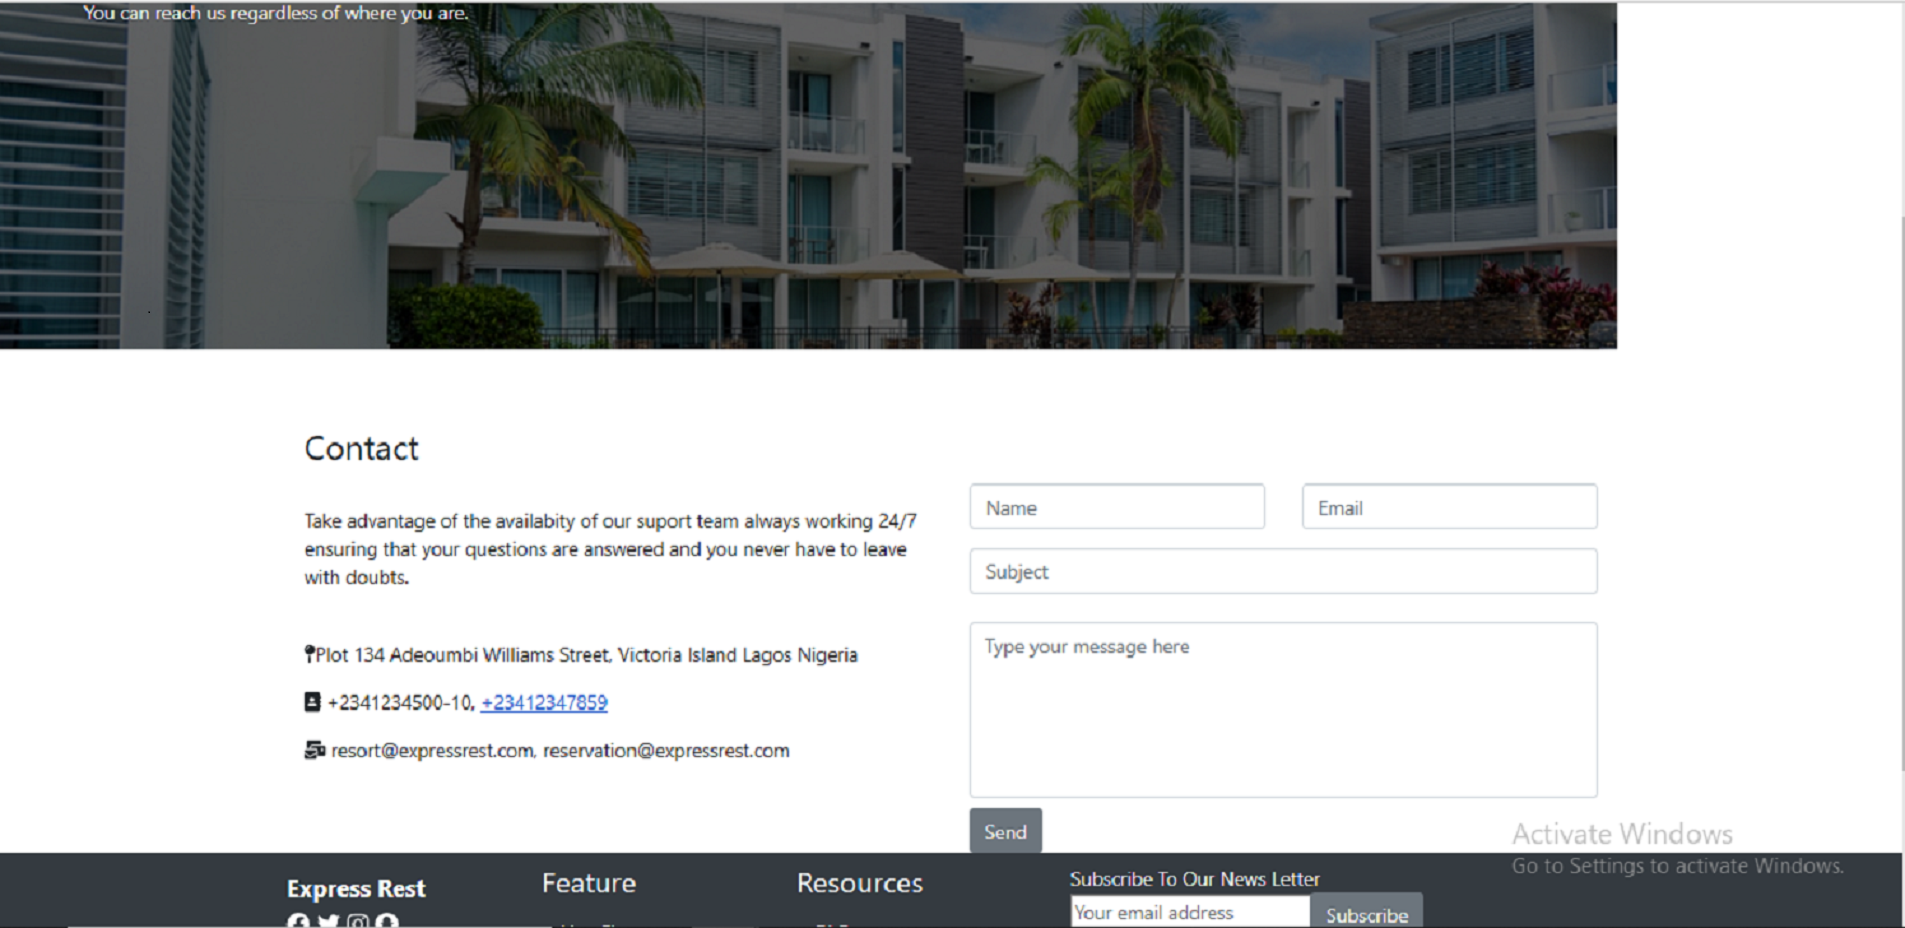 You can reach us regardless of where you are.
Contact
Take advantage of the availabity of our suport team always working 24/7
ensuring that your questions are answered and you never have to leave
with doubts.
Plot 134 Adeoumbi Williams Street, Victoria Island Lagos Nigeria
+2341234500-10, +23412347859
resort@expressrest.com, reservation@expressrest.com
Name
Email
Subject
Type your message here
Send
Activate Windows
Go to Settings to activate Windows.
Express Rest
Feature
Resources
Subscribe To Our News Letter
Your email address
Subscribe